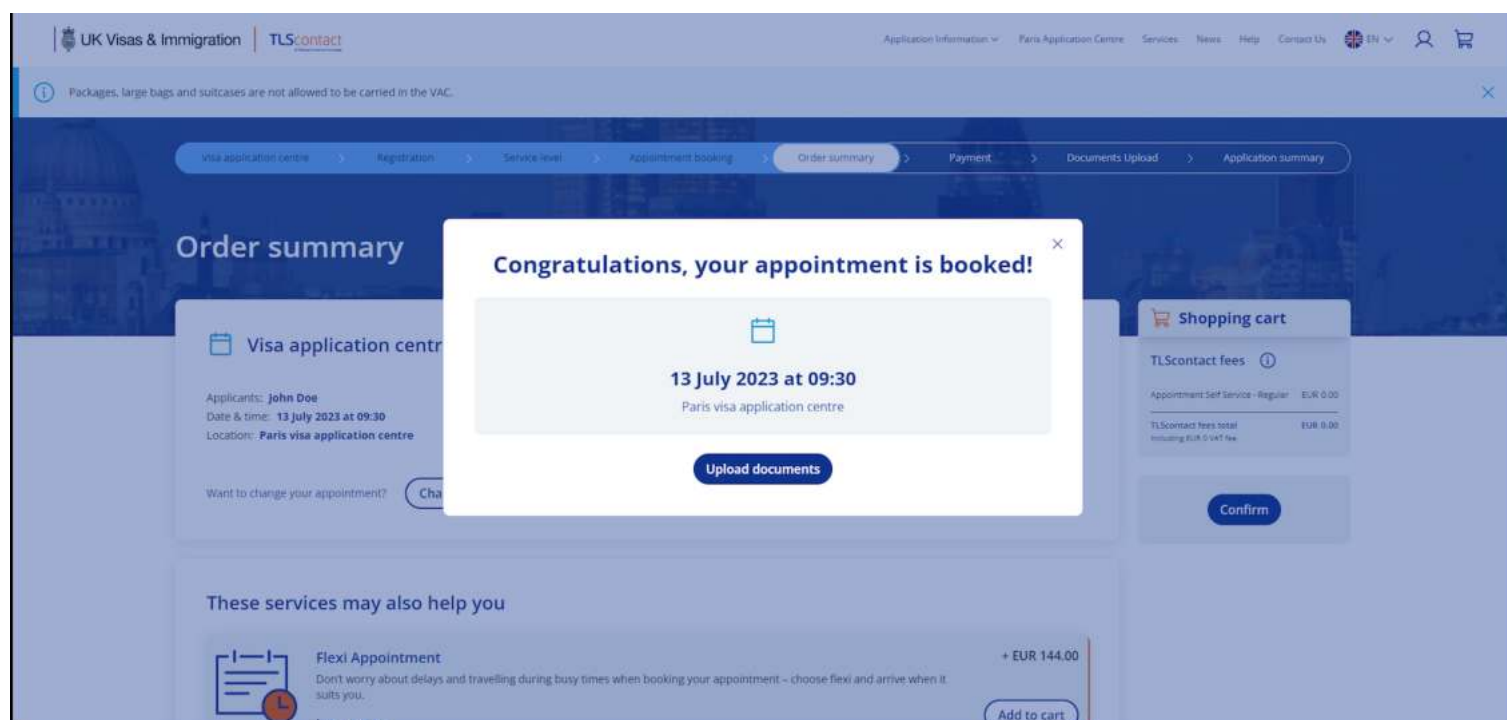 UK Visas & Immigration
TLScontact
Application Information
Paris Application Centre
Services
News
Help
Contact Us
EN
Packages, large bags and suitcases are not allowed to be carried in the VAC.
Visa application centre
Registration
Service level
Appointment booking
Order summary
Payment
Documents Upload
Application summary
Order summary
Congratulations, your appointment is booked!
13 July 2023 at 09:30
Paris visa application centre
Upload documents
Visa application centr
Applicants: John Doe
Date & time: 13 July 2023 at 09:30
Location: Paris visa application centre
Want to change your appointment?
Cha
Shopping cart
TLScontact fees
Appointment Self Service - Regular EUR 0.00
TLScontact fees total EUR 0.00
Including EUR 0 VAT fee
Confirm
These services may also help you
Flexi Appointment
+ EUR 144.00
Don't worry about delays and travelling during busy times when booking your appointment – choose flexi and arrive when it
suits you.
Add to cart